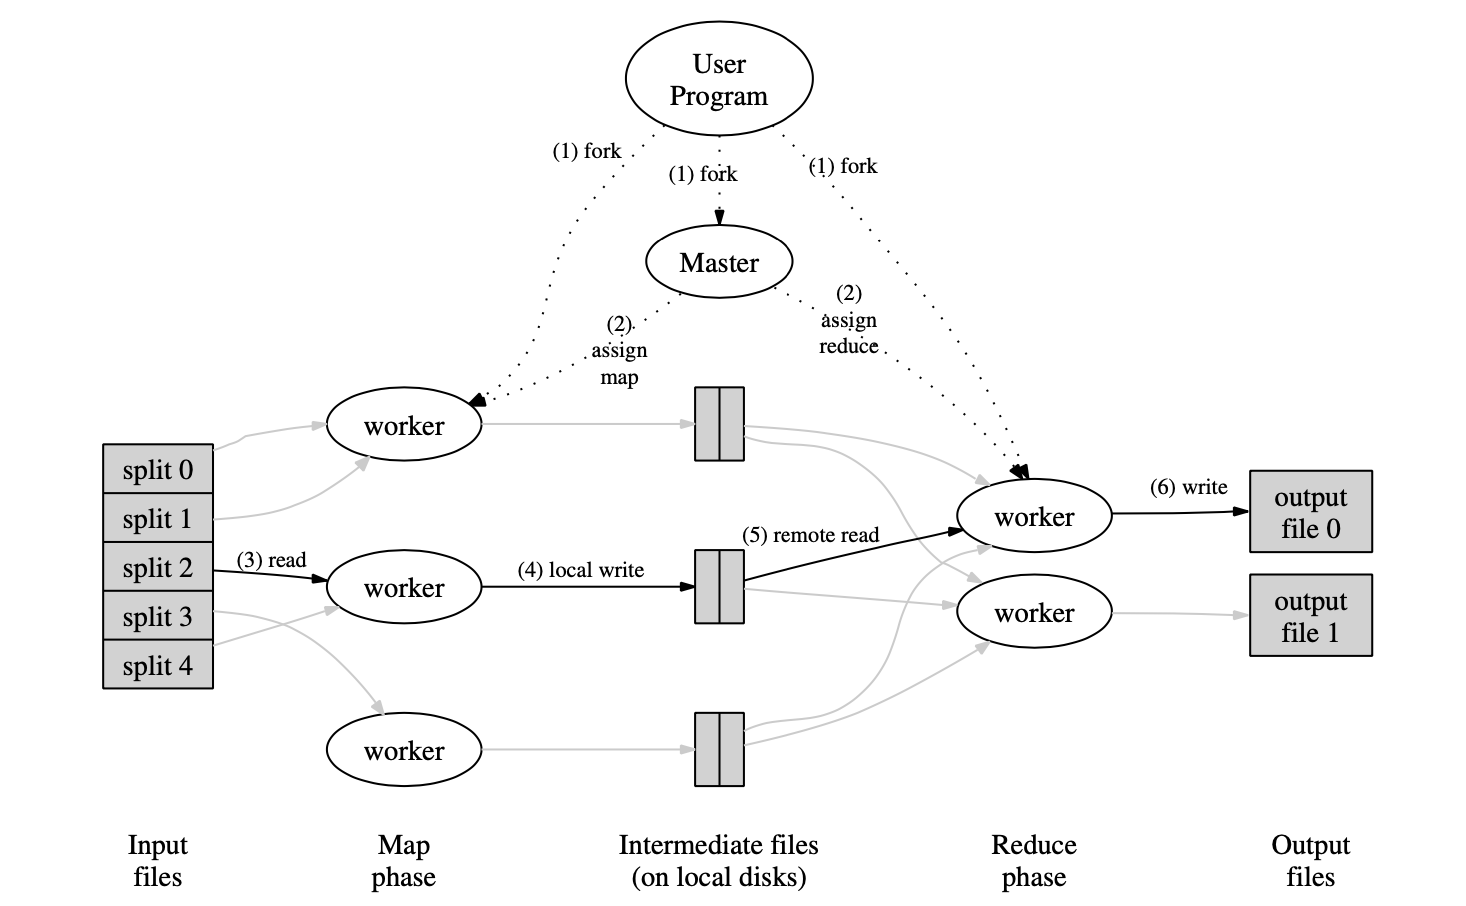 User
Program
(1) fork
(1) fork
(1) fork
Master
(2)
assign
map
(2)
assign
reduce
split 0
split 1
split 2
split 3
split 4
(3) read
worker
worker
worker
(4) local write
(5) remote read
worker
worker
(6) write
output
file 0
output
file 1
Input
files
Map
phase
Intermediate files
(on local disks)
Reduce
phase
Output
files